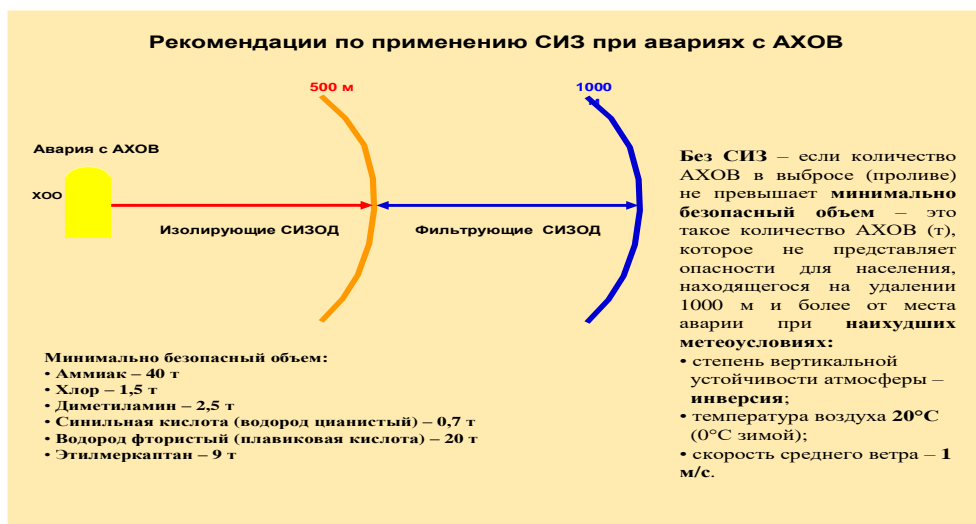 Рекомендации по применению СИЗ при авариях с АХОВ
500 м
1000
м
Авария с АХОВ
ХОО
Изолирующие СИЗОД
Фильтрующие СИЗОД
Без СИЗ – если количество
АХОВ в выбросе (проливе)
не превышает минимально
безопасный объем – это
такое количество АХОВ (т),
которое не представляет
опасности для населения,
находящегося на удалении
1000 м и более от места
аварии при наихудших
метеоусловиях:
• степень вертикальной
устойчивости атмосферы –
инверсия;
• температура воздуха 20°С
(0°С зимой);
• скорость среднего ветра – 1
м/с.
Минимально безопасный объем:
• Аммиак – 40 т
• Хлор – 1,5 т
• Диметиламин – 2,5 т
• Синильная кислота (водород цианистый) – 0,7 т
• Водород фтористый (плавиковая кислота) – 20 т
• Этилмеркаптан – 9 т